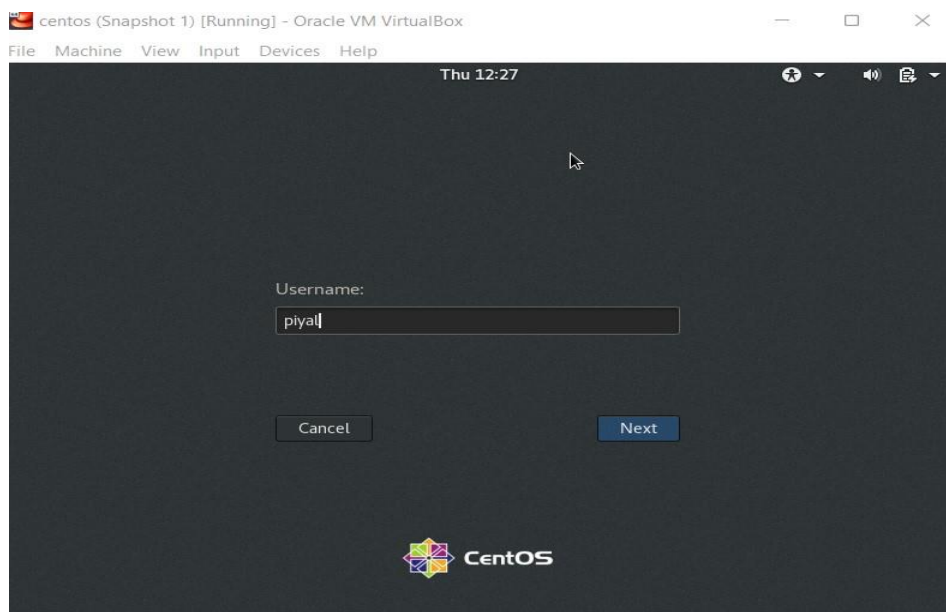 centos (Snapshot 1) [Running] - Oracle VM VirtualBox
File Machine View Input Devices Help
Thu 12:27
Username:
piyal
Cancel Next
CentOS